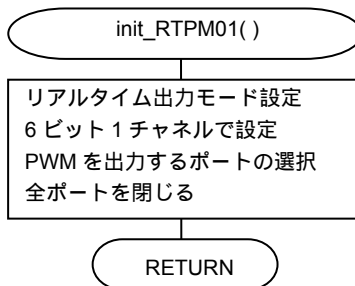 init_RTPM01( )
リアルタイム出力モード設定
6 ビット 1 チャネルで設定
PWM を出力するポートの選択
全ポートを閉じる
RETURN